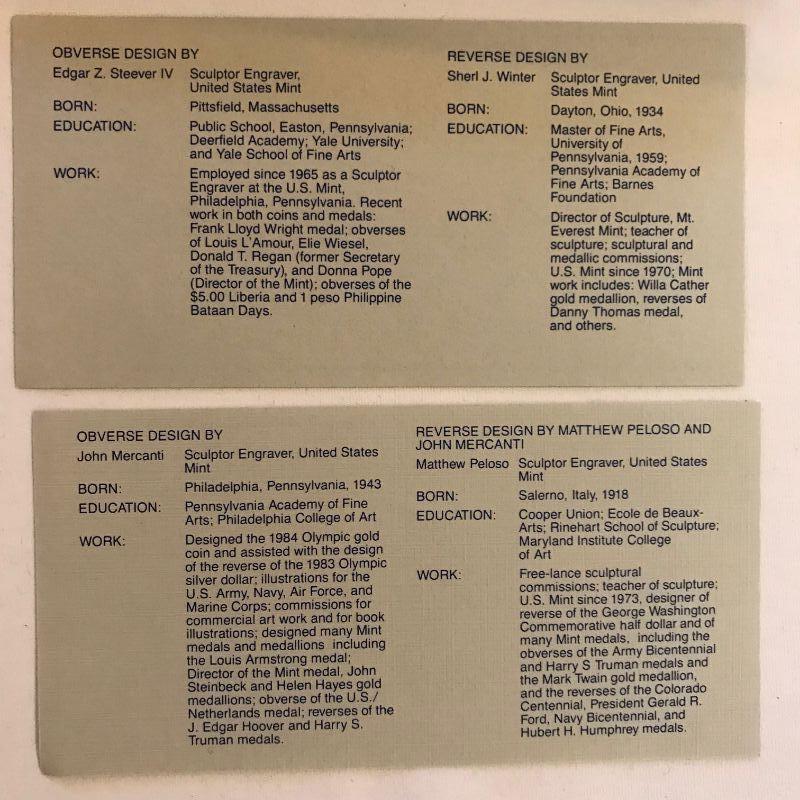 OBVERSE DESIGN BY
Edgar Z. Steever IV Sculptor Engraver,
United States Mint
BORN: Pittsfield, Massachusetts
EDUCATION: Public School, Easton, Pennsylvania;
Deerfield Academy; Yale University;
and Yale School of Fine Arts
WORK: Employed since 1965 as a Sculptor
Engraver at the U.S. Mint,
Philadelphia, Pennsylvania. Recent
work in both coins and medals:
Frank Lloyd Wright medal; obverses
of Louis L'Amour, Elie Wiesel,
Donald T. Regan (former Secretary
of the Treasury), and Donna Pope
(Director of the Mint); obverses of the
$5.00 Liberia and 1 peso Philippine
Bataan Days.
REVERSE DESIGN BY
Sherl J. Winter Sculptor Engraver, United
States Mint
BORN: Dayton, Ohio, 1934
EDUCATION: Master of Fine Arts,
University of
Pennsylvania, 1959;
Pennsylvania Academy of
Fine Arts; Barnes
Foundation
WORK: Director of Sculpture, Mt.
Everest Mint; teacher of
sculpture; sculptural and
medallic commissions;
U.S. Mint since 1970; Mint
work includes: Willa Cather
gold medallion, reverses of
Danny Thomas medal,
and others.
OBVERSE DESIGN BY
John Mercanti Sculptor Engraver, United States
Mint
BORN: Philadelphia, Pennsylvania, 1943
EDUCATION: Pennsylvania Academy of Fine
Arts; Philadelphia College of Art
WORK: Designed the 1984 Olympic gold
coin and assisted with the design
of the reverse of the 1983 Olympic
silver dollar; illustrations for the
U.S. Army, Navy, Air Force, and
Marine Corps; commissions for
commercial art work and for book
illustrations; designed many Mint
medals and medallions including
the Louis Armstrong medal;
Director of the Mint medal, John
Steinbeck and Helen Hayes gold
medallions; obverse of the U.S./
Netherlands medal; reverses of the
J. Edgar Hoover and Harry S.
Truman medals.
REVERSE DESIGN BY MATTHEW PELOSO AND
JOHN MERCANTI
Matthew Peloso Sculptor Engraver, United States
Mint
BORN: Salerno, Italy, 1918
EDUCATION: Cooper Union; Ecole de Beaux-
Arts; Rinehart School of Sculpture;
Maryland Institute College
of Art
WORK: Free-lance sculptural
commissions; teacher of sculpture;
U.S. Mint since 1973, designer of
reverse of the George Washington
Commemorative half dollar and of
many Mint medals, including the
obverses of the Army Bicentennial
and Harry S Truman medals and
the Mark Twain gold medallion,
and the reverses of the Colorado
Centennial, President Gerald R.
Ford, Navy Bicentennial, and
Hubert H. Humphrey medals.